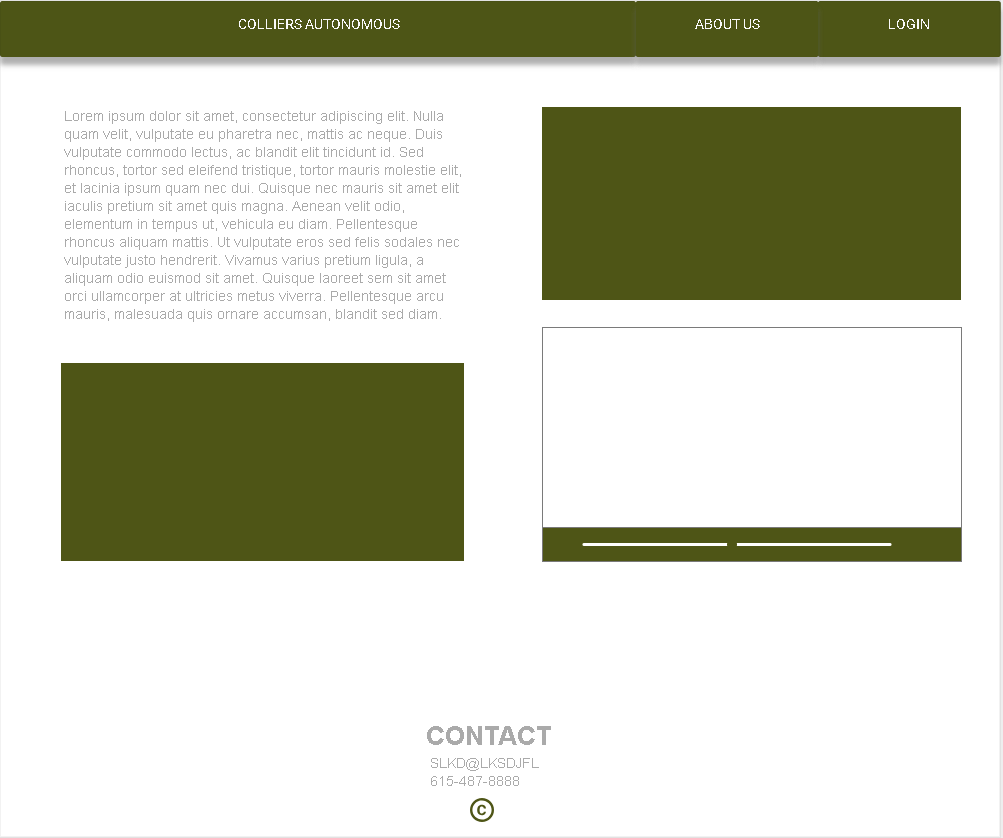 COLLIERS AUTONOMOUS
ABOUT US
LOGIN
Lorem ipsum dolor sit amet, consectetur adipiscing elit. Nulla
quam velit, vulputate eu pharetra nec, mattis ac neque. Duis
vulputate commodo lectus, ac blandit elit tincidunt id. Sed
rhoncus, tortor sed eleifend tristique, tortor mauris molestie elit,
et lacinia ipsum quam nec dui. Quisque nec mauris sit amet elit
iaculis pretium sit amet quis magna. Aenean velit odio,
elementum in tempus ut, vehicula eu diam. Pellentesque
rhoncus aliquam mattis. Ut vulputate eros sed felis sodales nec
vulputate justo hendrerit. Vivamus varius pretium ligula, a
aliquam odio euismod sit amet. Quisque laoreet sem sit amet
orci ullamcorper at ultricies metus viverra. Pellentesque arcu
mauris, malesuada quis ornare accumsan, blandit sed diam.
CONTACT
SLKD@LKSDJFL
615-487-8888
©